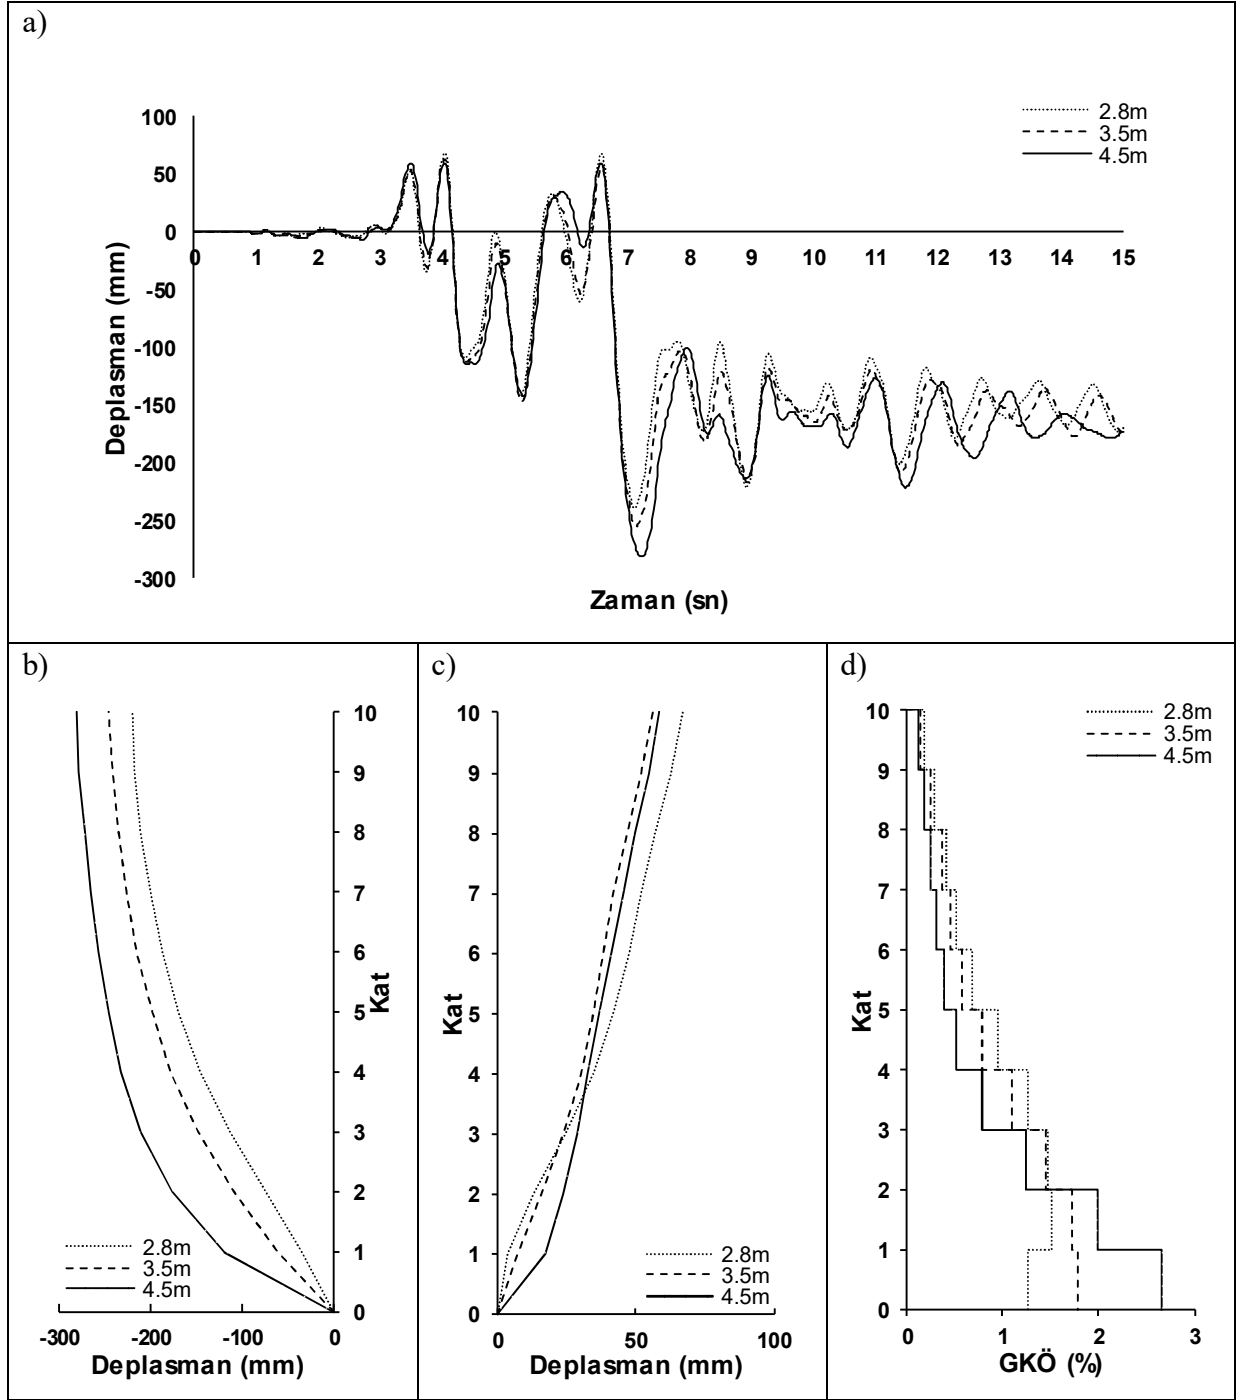 a)
2.8m
3.5m
4.5m
100
50
0
-50
-100
-150
-200
-250
-300
0 1 2 3 4 5 6 7 8 9 10 11 12 13 14 15
Deplasman (mm)
Zaman (sn)
b)
10
9
8
7
6
5
4
3
2
1
0
Kat
2.8m
3.5m
4.5m
-300 -200 -100 0
Deplasman (mm)
c)
10
9
8
7
6
5
4
3
2
1
0
Kat
2.8m
3.5m
4.5m
0 50 100
Deplasman (mm)
d)
2.8m
3.5m
4.5m
10
9
8
7
6
5
4
3
2
1
0
Kat
0 1 2 3
GKÖ (%)